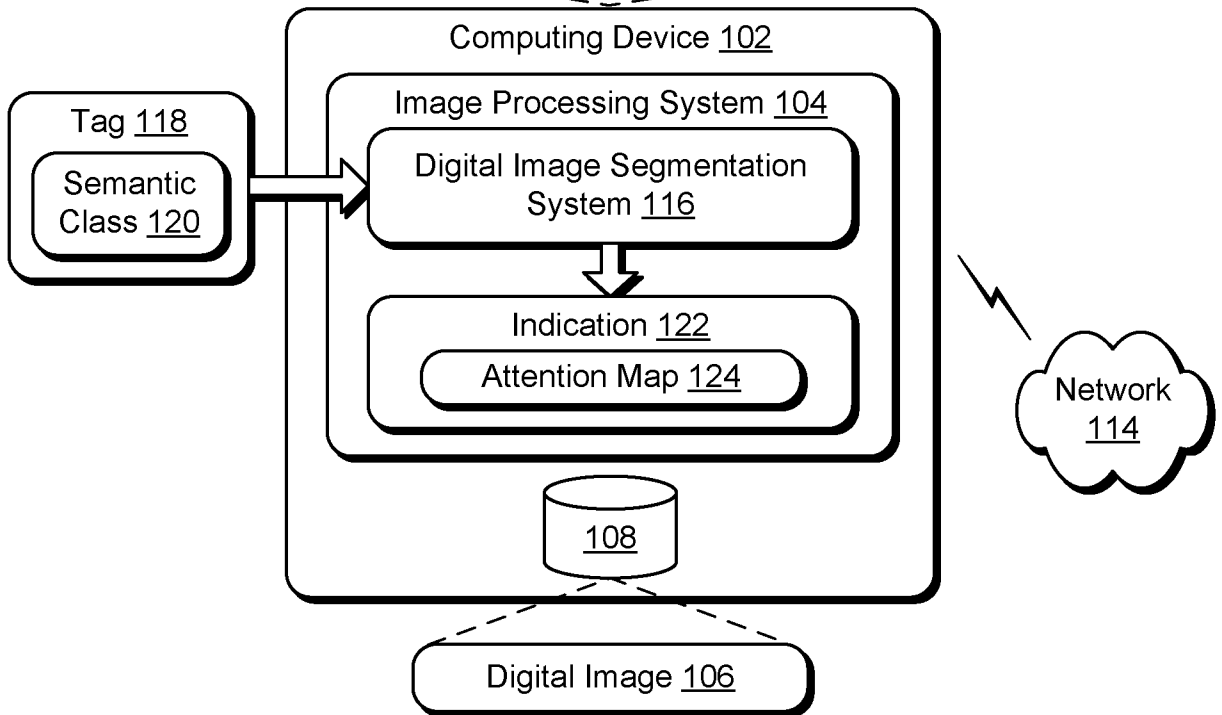 Computing Device 102
Image Processing System 104
Tag 118
Semantic
Class 120
Digital Image Segmentation
System 116
Indication 122
Attention Map 124
Network
114
108
Digital Image 106